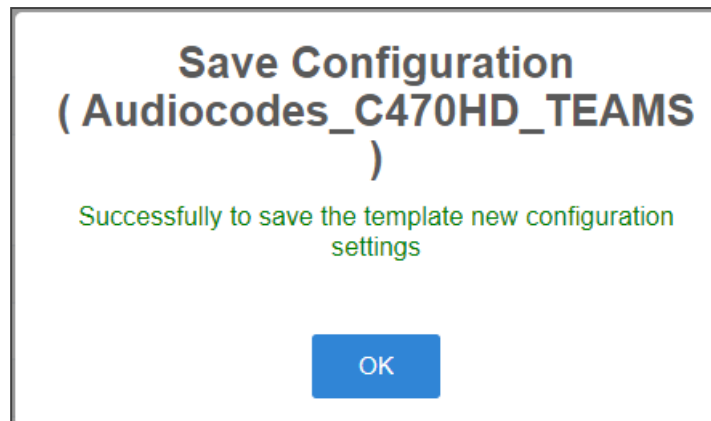 Save Configuration
( Audiocodes_C470HD_TEAMS
)
Successfully to save the template new configuration
settings
OK